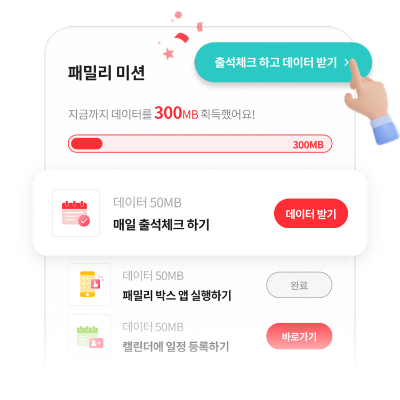 출석체크 하고 데이터 받기
패밀리 미션
지금까지 데이터를 300MB 획득했어요!
300MB
데이터 50MB
매일 출석체크 하기
데이터 받기
데이터 50MB
패밀리 박스 앱 실행하기
완료
데이터 50MB
캘린더에 일정 등록하기
바로가기